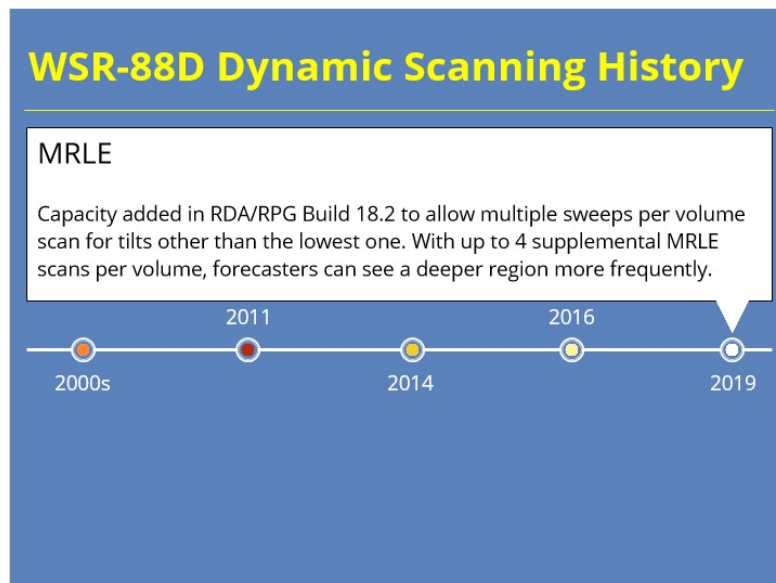 WSR-88D Dynamic Scanning History
MRLE
Capacity added in RDA/RPG Build 18.2 to allow multiple sweeps per volume
scan for tilts other than the lowest one. With up to 4 supplemental MRLE
scans per volume, forecasters can see a deeper region more frequently.
2011 2016
2000s 2014 2019